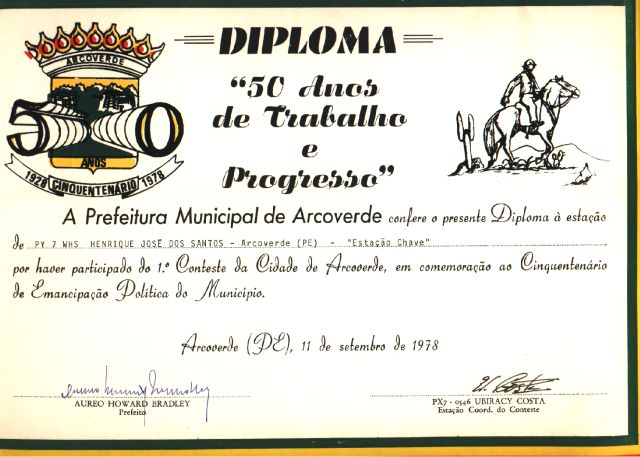 DIPLOMA
"50 Anos
de Trabalho
e
Progresso"
ARCOVERDE
50
ANOS
1928 CINQUENTENÁRIO 1978
A Prefeitura Municipal de Arcoverde confere o presente Diploma à estação
de PY 7 WHS HENRIQUE JOSÉ DOS SANTOS - Arcoverde (PE) - "Estação Chave"
por haver participado do 1.º Conteste da Cidade de Arcoverde, em comemoração ao Cinquentenário
de Emancipação Política do Município.
Arcoverde (PE), 11 de setembro de 1978
AUREO HOWARD BRADLEY
Prefeito
U. Costa
PX7 - 0546 UBIRACY COSTA
Estação Coord. do Conteste